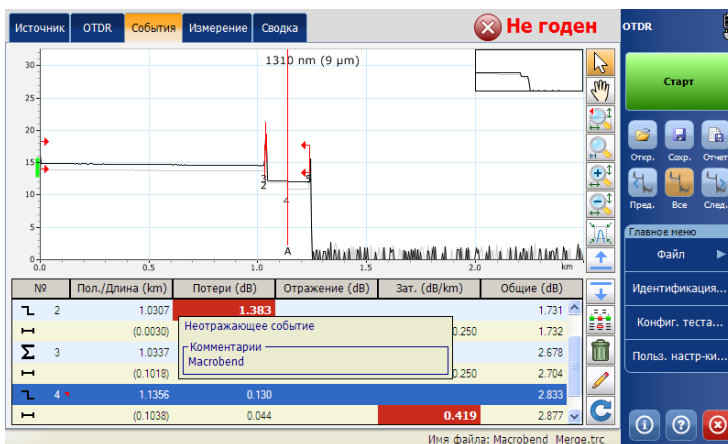 Источник OTDR События Измерение Сводка
Не годен
OTDR
1310 nm (9 µm)
30
25
20
15
10
5
0
3
2
4
5
A
0.0 0.5 1.0 1.5 2.0 km
Старт
Откр. Сохр. Отчет
Пред. Все След.
Главное меню
Файл
Идентификация...
Конфиг. теста...
Польз. настр-ки...
№ Пол./Длина (km) Потери (dB) Отражение (dB) Зат. (dB/km) Общие (dB)
2 1.0307 1.383 1.731
(0.0030) 0.250 1.732
3 1.0337 2.678
(0.1018) 0.250 2.704
4 1.1356 0.130 2.833
(0.1038) 0.044 0.419 2.877
Неотражающее событие
Комментарии
Macrobend
Имя файла: Macrobend_Merge.trc